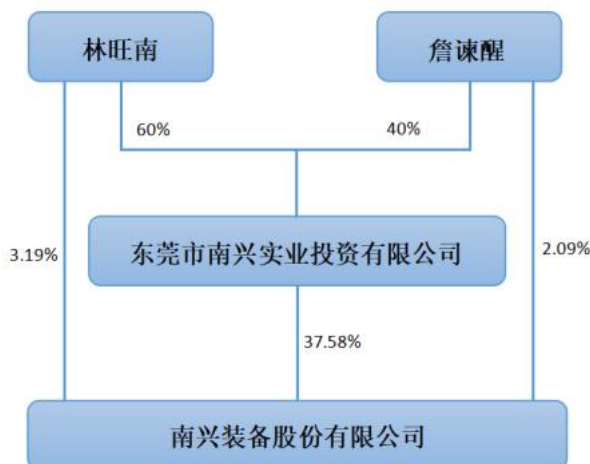 林旺南
詹谏醒
60%
40%
东莞市南兴实业投资有限公司
3.19%
2.09%
37.58%
南兴装备股份有限公司